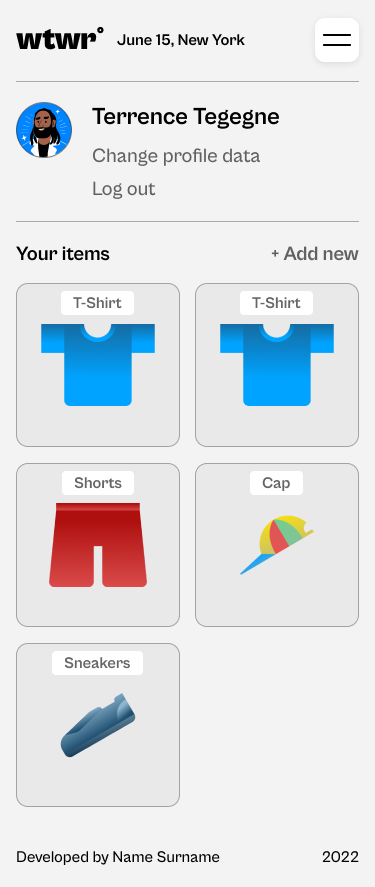 wtwr° June 15, New York
Terrence Tegegne
Change profile data
Log out
Your items + Add new
T-Shirt T-Shirt
Shorts Cap
Sneakers
Developed by Name Surname 2022